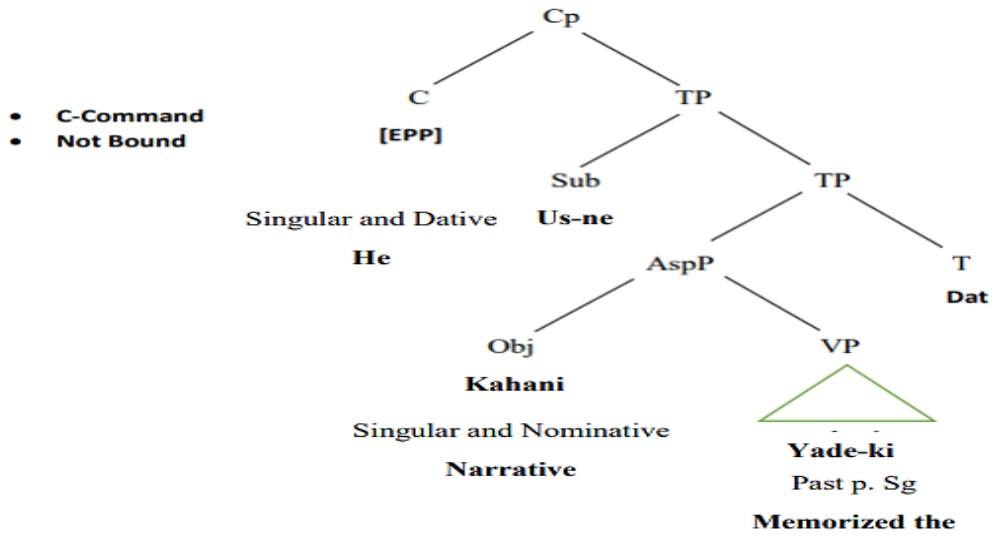 Cp
C
TP
• C-Command
• Not Bound
[EPP]
Sub
TP
Singular and Dative
Us-ne
He
AspP
T
Dat
Obj
VP
Kahani
Singular and Nominative
Yade-ki
Narrative
Past p. Sg
Memorized the